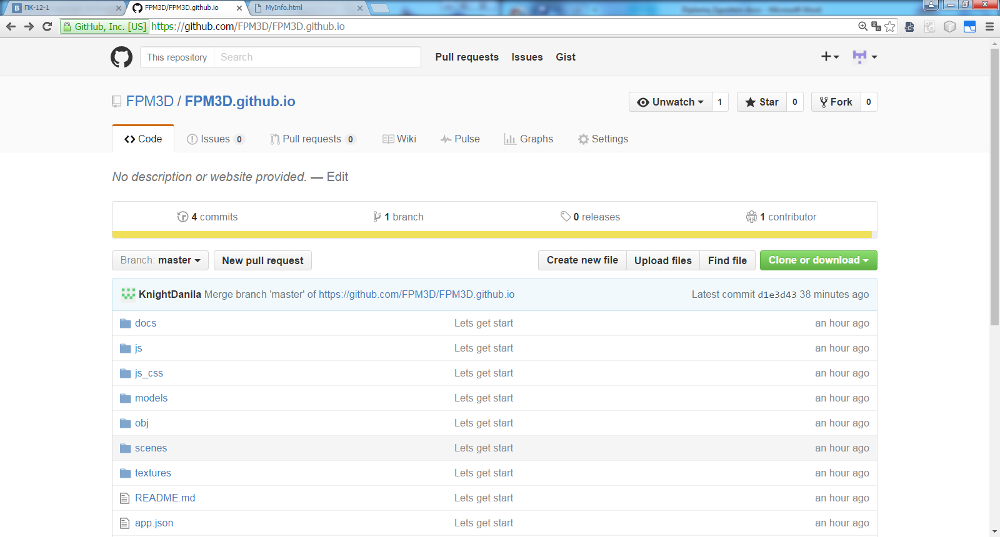 ПК-12-1
FPM3D/FPM3D.github.io
MyInfo.html
GitHub, Inc. [US] https://github.com/FPM3D/FPM3D.github.io
This repository Search Pull requests Issues Gist
FPM3D / FPM3D.github.io
Unwatch 1 Star 0 Fork 0
Code Issues 0 Pull requests 0 Wiki Pulse Graphs Settings
No description or website provided. — Edit
4 commits 1 branch 0 releases 1 contributor
Branch: master New pull request Create new file Upload files Find file Clone or download
KnightDanila Merge branch 'master' of https://github.com/FPM3D/FPM3D.github.io Latest commit d1e3d43 38 minutes ago
docs Lets get start an hour ago
js Lets get start an hour ago
js_css Lets get start an hour ago
models Lets get start an hour ago
obj Lets get start an hour ago
scenes Lets get start an hour ago
textures Lets get start an hour ago
README.md Lets get start an hour ago
app.json Lets get start an hour ago